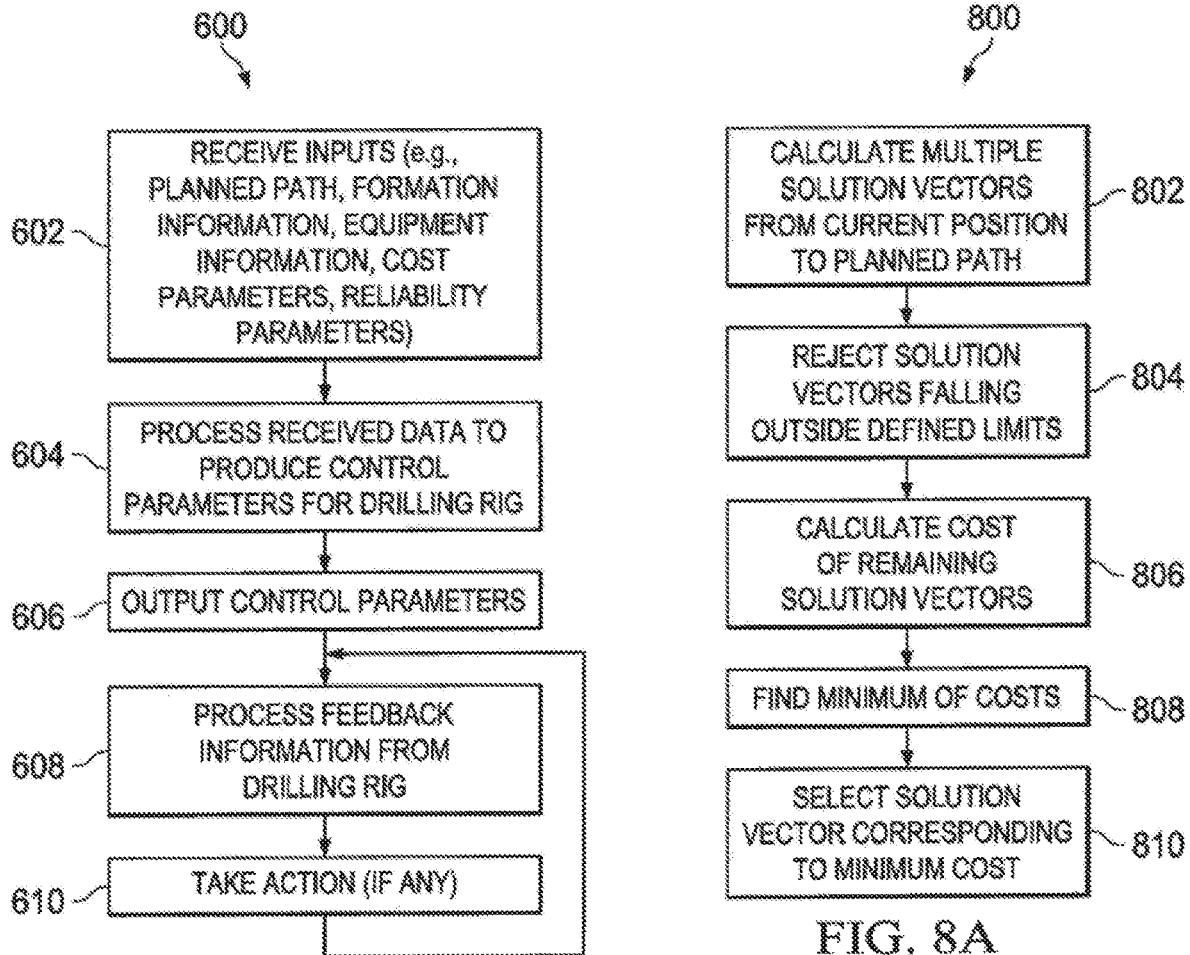 600
602
RECEIVE INPUTS (e.g.,
PLANNED PATH, FORMATION
INFORMATION, EQUIPMENT
INFORMATION, COST
PARAMETERS, RELIABILITY
PARAMETERS)
604
PROCESS RECEIVED DATA TO
PRODUCE CONTROL
PARAMETERS FOR DRILLING RIG
606
OUTPUT CONTROL PARAMETERS
608
PROCESS FEEDBACK
INFORMATION FROM
DRILLING RIG
610
TAKE ACTION (IF ANY)
800
CALCULATE MULTIPLE
SOLUTION VECTORS
FROM CURRENT POSITION
TO PLANNED PATH
802
REJECT SOLUTION
VECTORS FALLING
OUTSIDE DEFINED LIMITS
804
CALCULATE COST
OF REMAINING
SOLUTION VECTORS
806
FIND MINIMUM OF COSTS
808
SELECT SOLUTION
VECTOR CORRESPONDING
TO MINIMUM COST
810
FIG. 8A